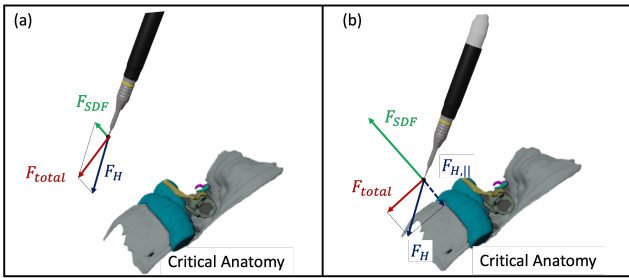 (a)
F_SDF
F_total
F_H
Critical Anatomy
(b)
F_SDF
F_H,||
F_total
F_H
Critical Anatomy